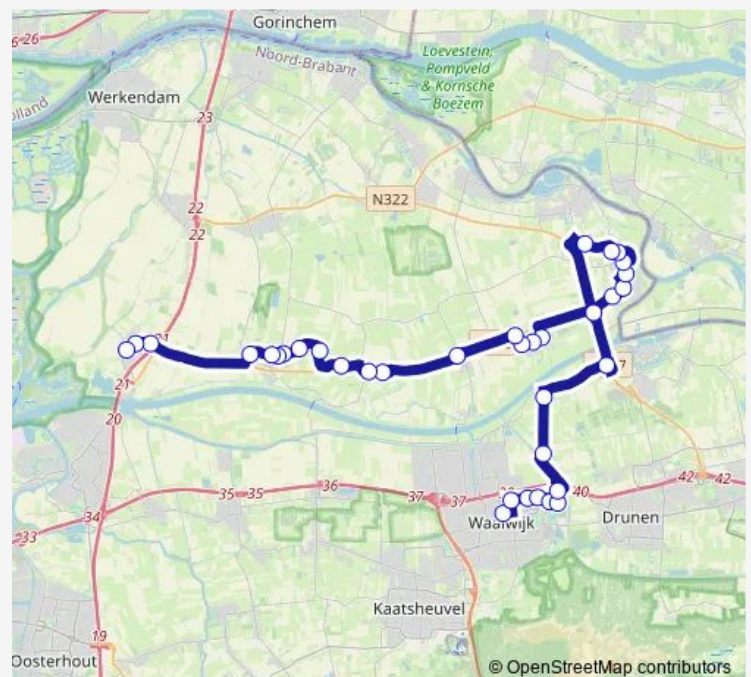 Gorinchem
26
Noord-Brabant
Loevestein,
Pompveld
& Kornsche
Boezem
Werkendam
23
N322
22
22
21
20
7
35
35
36
37
37
40
42
42
34
33
Waalwijk
Drunen
Kaatsheuvel
19
Oosterhout
© OpenStreetMap contributors